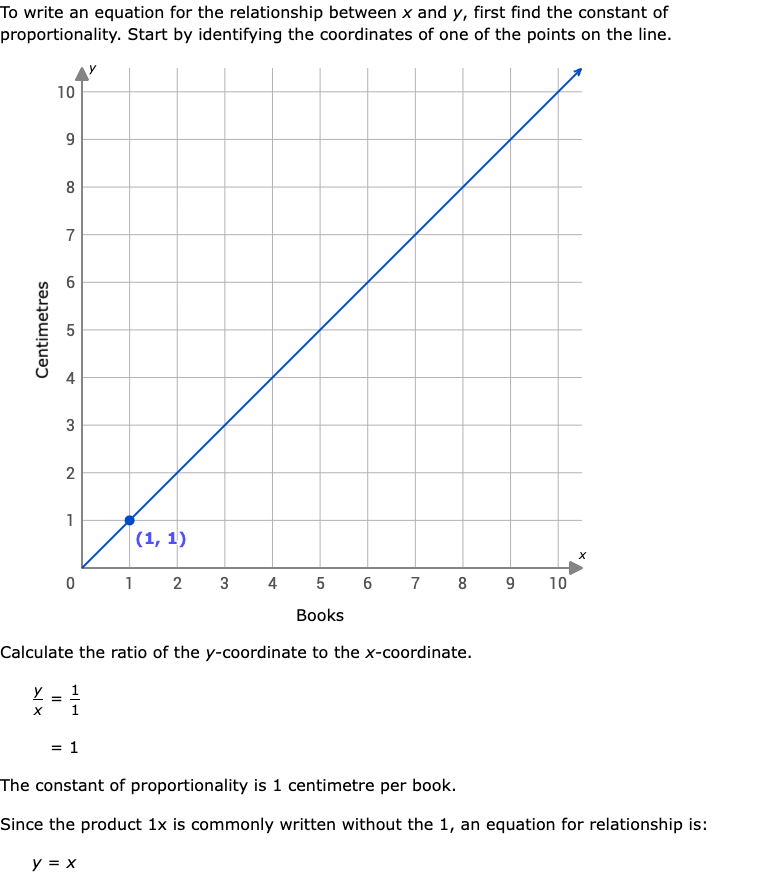 To write an equation for the relationship between x and y, first find the constant of
proportionality. Start by identifying the coordinates of one of the points on the line.
y
10
9
8
7
6
5
4
3
2
1
Centimetres
(1, 1)
x
0 1 2 3 4 5 6 7 8 9 10
Books
Calculate the ratio of the y-coordinate to the x-coordinate.
y/x = 1/1
= 1
The constant of proportionality is 1 centimetre per book.
Since the product 1x is commonly written without the 1, an equation for relationship is:
y = x